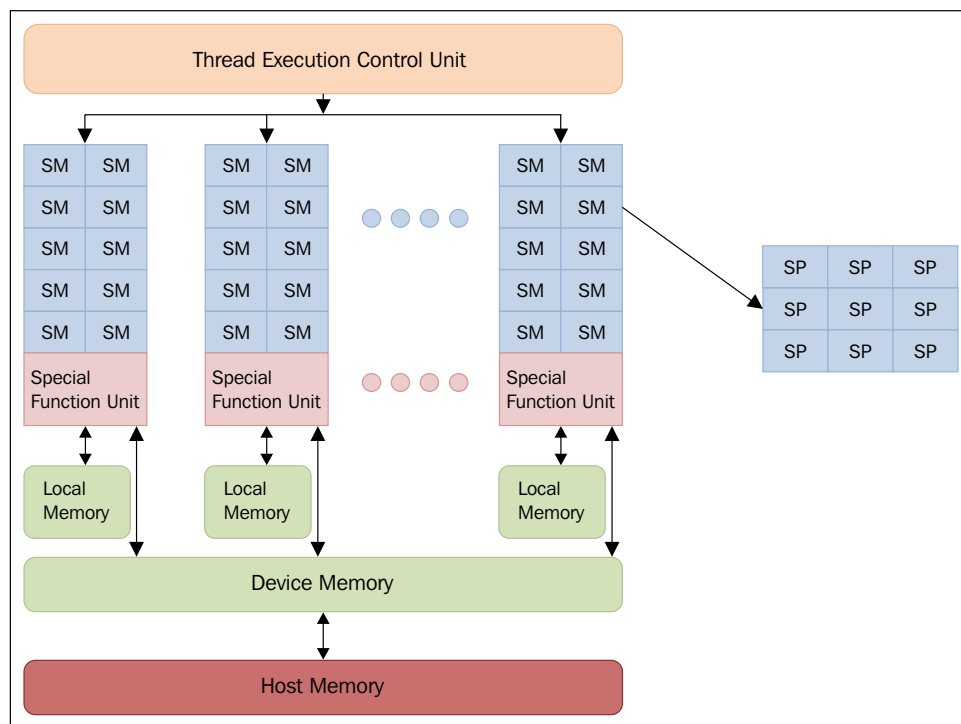 Thread Execution Control Unit
SM SM SM SM SM SM
SM SM SM SM SM SM
SM SM SM SM SM SM
SM SM SM SM SM SM
SM SM SM SM SM SM
SP SP SP
SP SP SP
SP SP SP
Special
Function Unit
Special
Function Unit
Special
Function Unit
Local
Memory
Local
Memory
Local
Memory
Device Memory
Host Memory